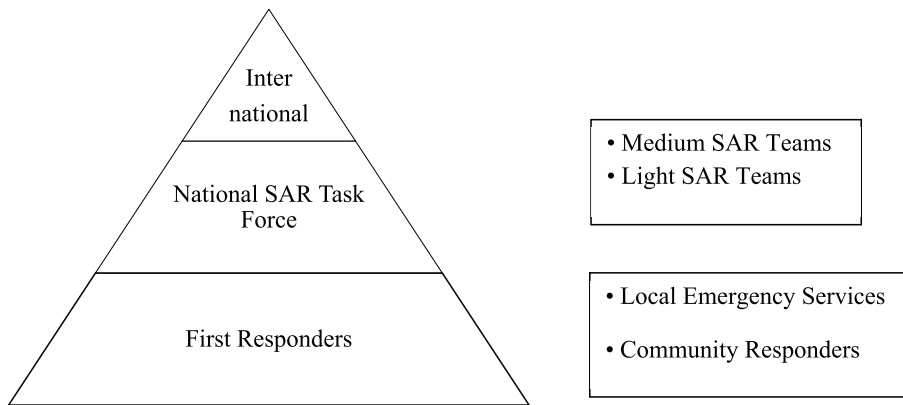 Inter
national
National SAR Task
Force
First Responders
• Medium SAR Teams
• Light SAR Teams
• Local Emergency Services
• Community Responders